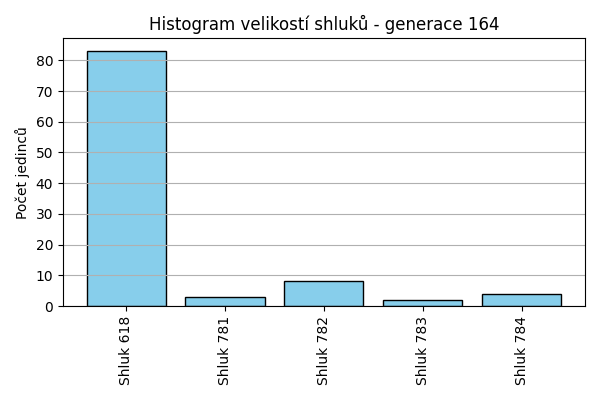 Histogram velikostí shluků - generace 164
Počet jedinců
80
70
60
50
40
30
20
10
0
Shluk 618
Shluk 781
Shluk 782
Shluk 783
Shluk 784